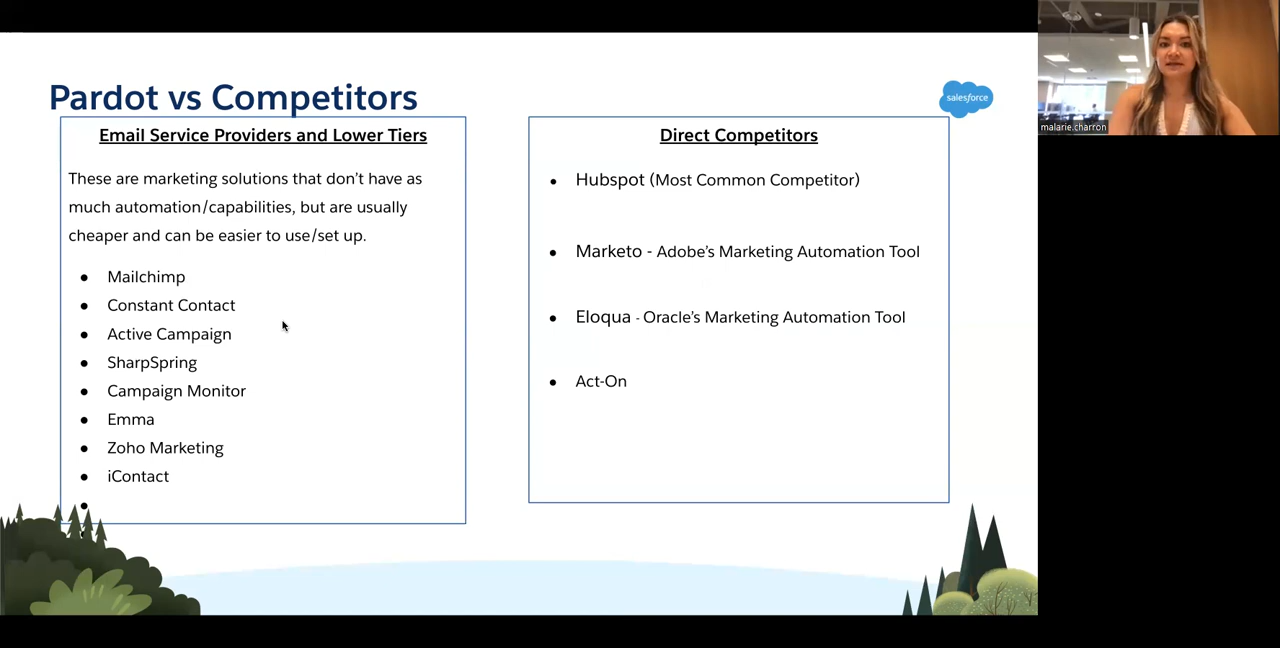 Pardot vs Competitors
salesforce
malarie.charron
Email Service Providers and Lower Tiers
These are marketing solutions that don’t have as
much automation/capabilities, but are usually
cheaper and can be easier to use/set up.
● Mailchimp
● Constant Contact
● Active Campaign
● SharpSpring
● Campaign Monitor
● Emma
● Zoho Marketing
● iContact
●
Direct Competitors
● Hubspot (Most Common Competitor)
● Marketo - Adobe’s Marketing Automation Tool
● Eloqua - Oracle’s Marketing Automation Tool
● Act-On